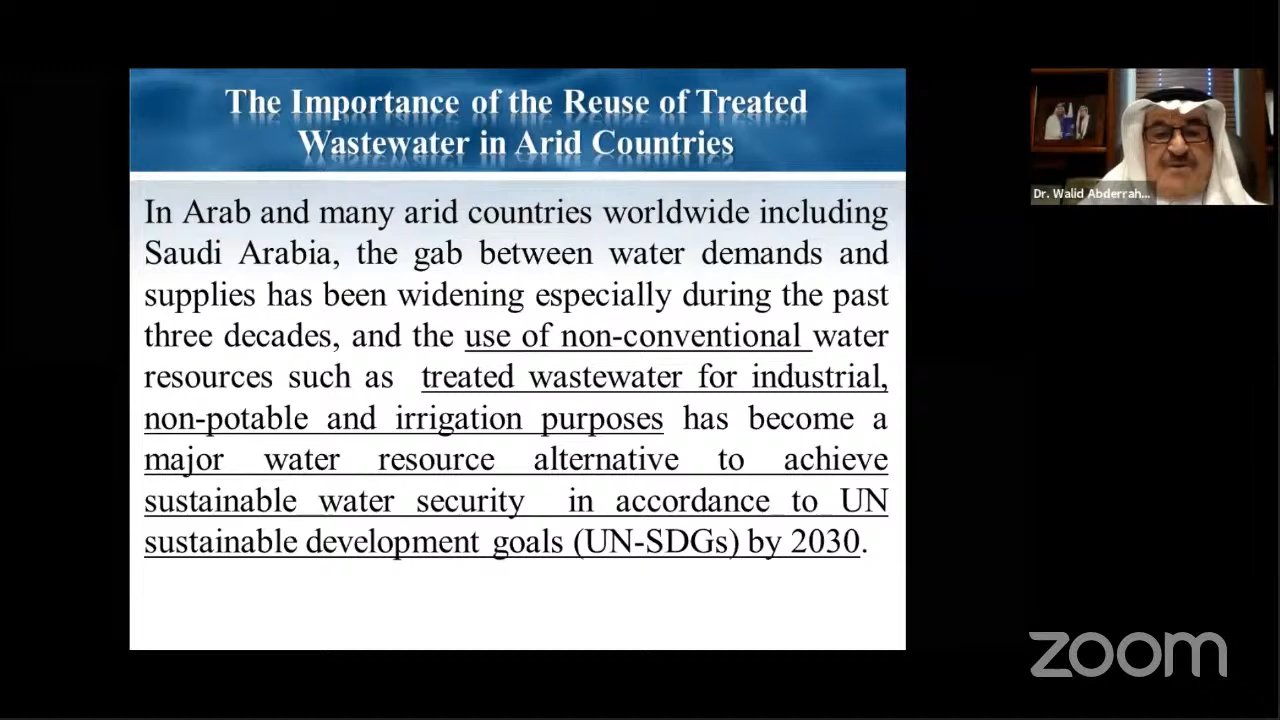 The Importance of the Reuse of Treated
Wastewater in Arid Countries
In Arab and many arid countries worldwide including
Saudi Arabia, the gab between water demands and
supplies has been widening especially during the past
three decades, and the use of non-conventional water
resources such as treated wastewater for industrial,
non-potable and irrigation purposes has become a
major water resource alternative to achieve
sustainable water security in accordance to UN
sustainable development goals (UN-SDGs) by 2030.
Dr. Walid Abderrah...
zoom